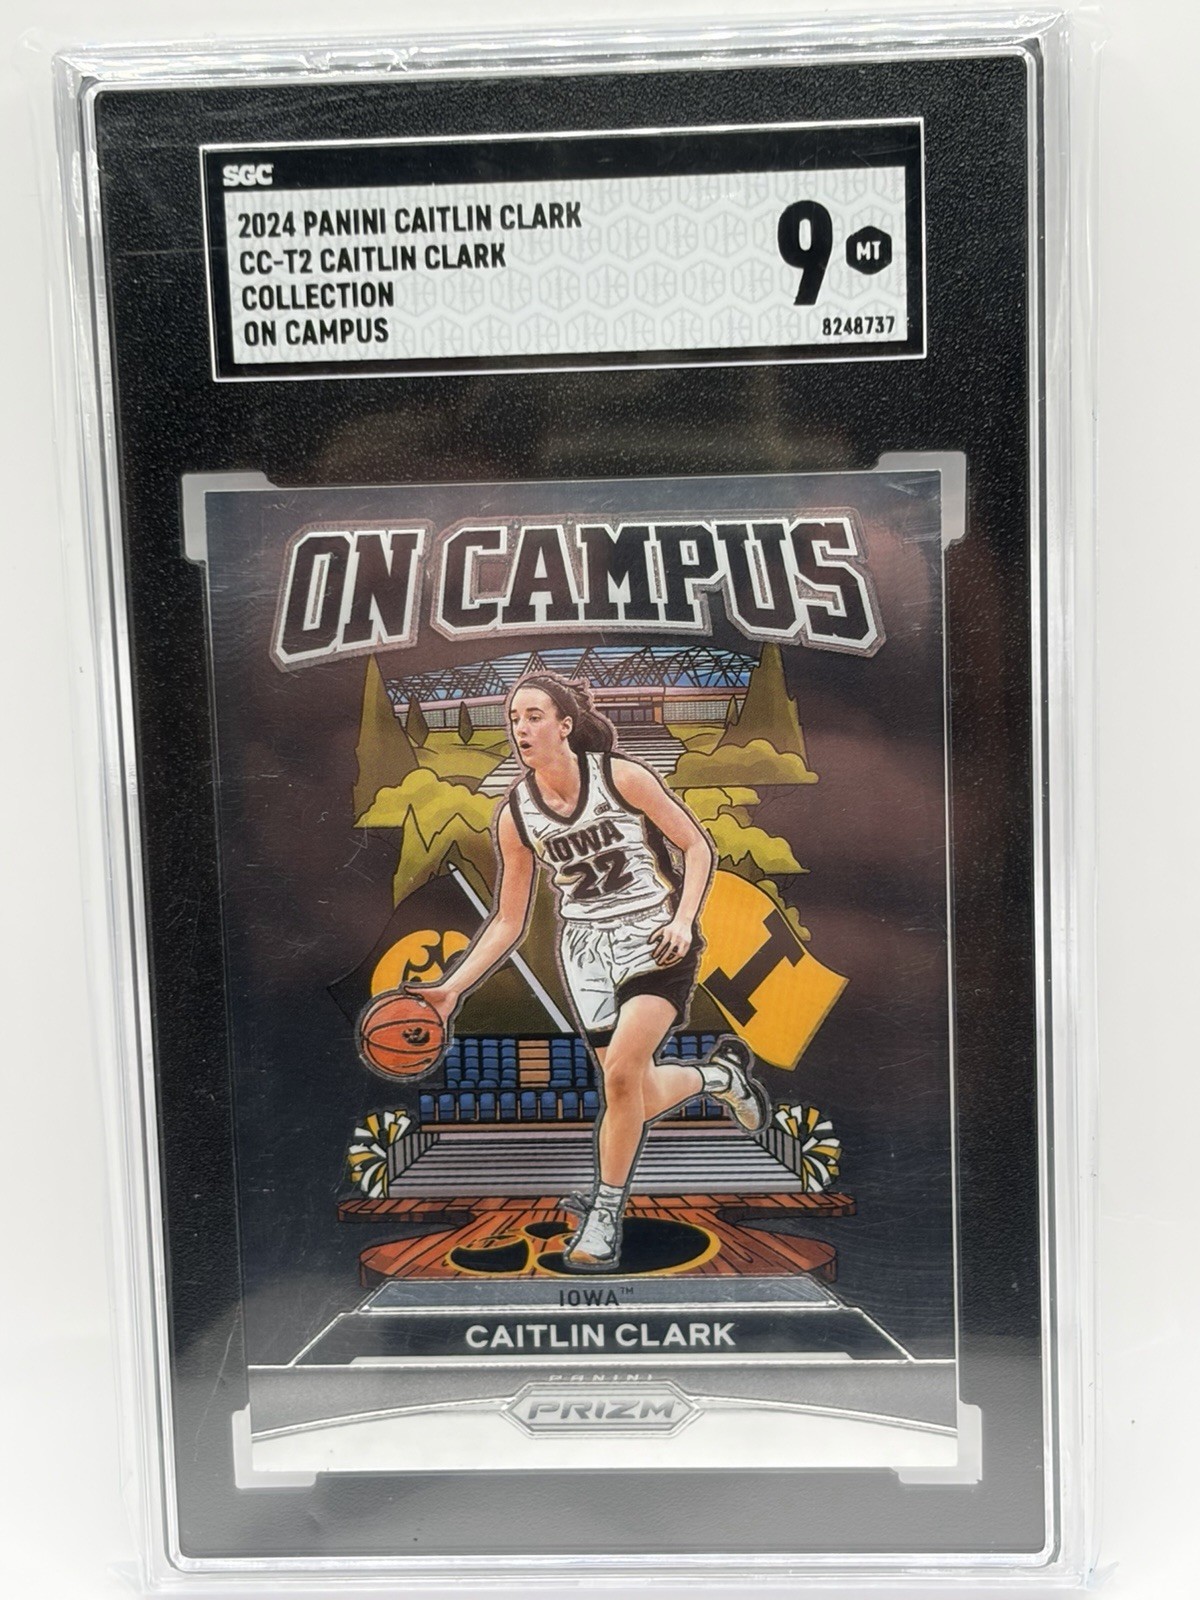 SGC
2024 PANINI CAITLIN CLARK
CC-T2 CAITLIN CLARK
COLLECTION
ON CAMPUS
9 MT
8248737
ON CAMPUS
IOWA
22
I
IOWA™
CAITLIN CLARK
PANINI
PRIZM